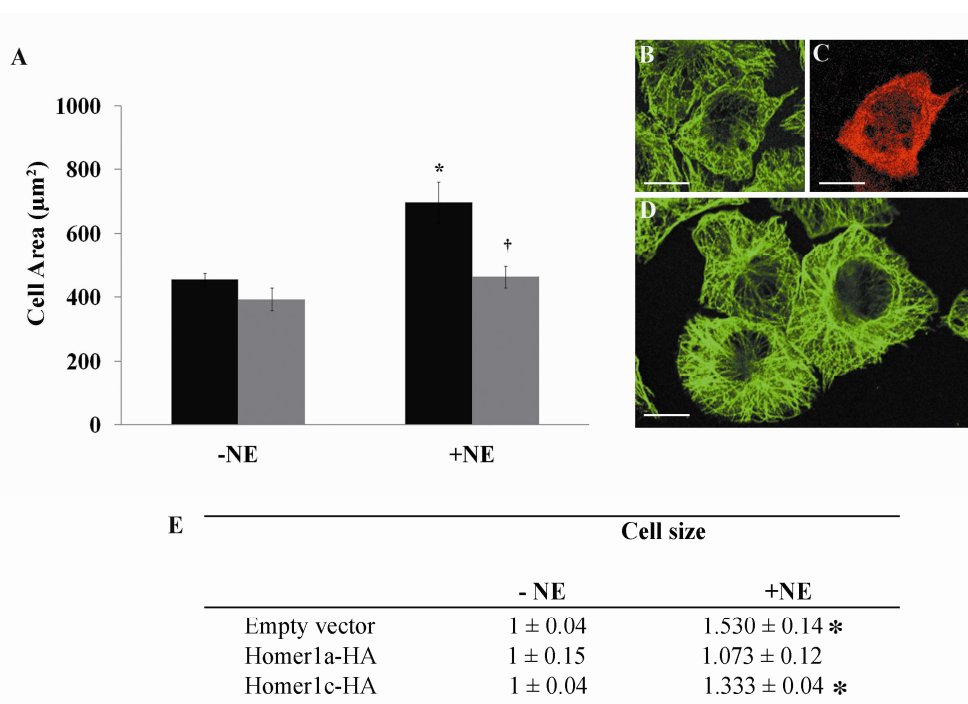 A
1000
800
600
400
200
0
Cell Area (µm²)
*
†
-NE
+NE
B
C
D
E
Cell size
- NE +NE
Empty vector 1 ± 0.04 1.530 ± 0.14 *
Homer1a-HA 1 ± 0.15 1.073 ± 0.12
Homer1c-HA 1 ± 0.04 1.333 ± 0.04 *